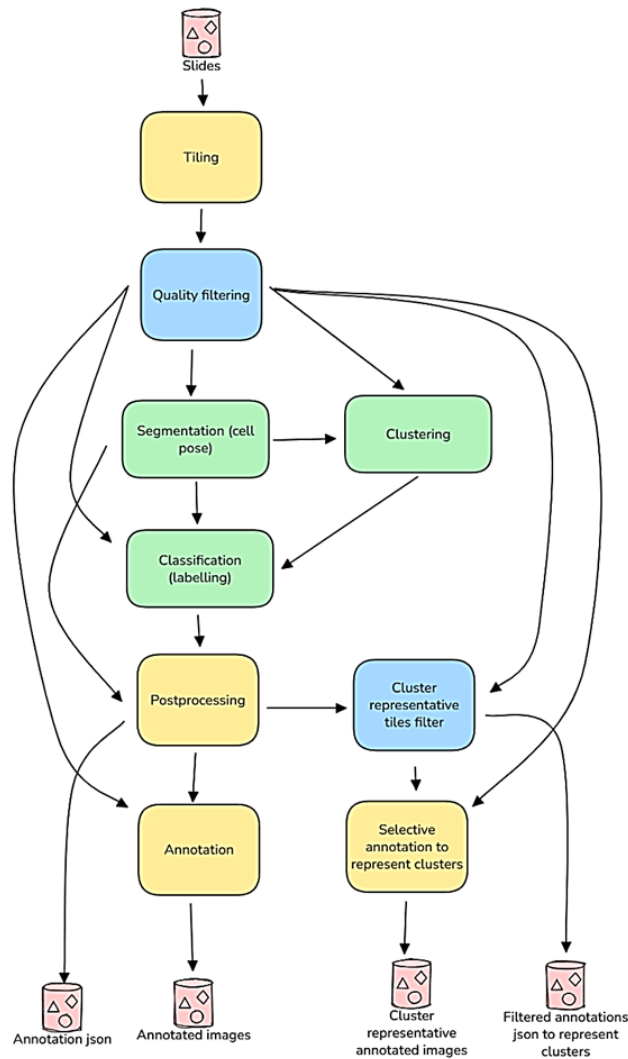 Slides
Tiling
Quality filtering
Segmentation (cell
pose)
Clustering
Classification
(labelling)
Postprocessing
Cluster
representative
tiles filter
Annotation
Selective
annotation to
represent clusters
Annotation json
Annotated images
Cluster
representative
annotated images
Filtered annotations
json to represent
clusters